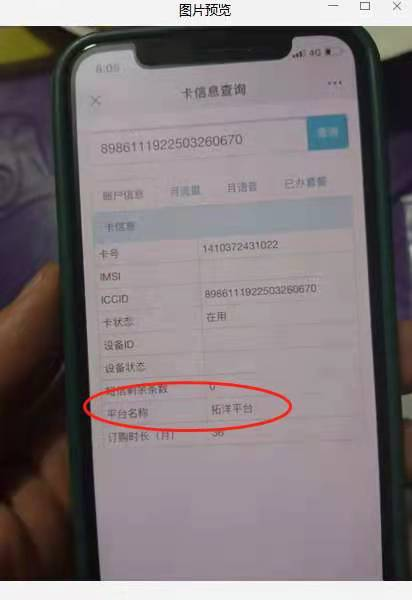 图片预览
8:05
4G
卡信息查询
8986111922503260670 查询
账户信息 月流量 月语音 已办套餐
卡信息
卡号 1410372431022
IMSI
ICCID 8986111922503260670
卡状态 在用
设备ID
设备状态
短信剩余条数 0
平台名称 拓洋平台
订购时长（月） 36